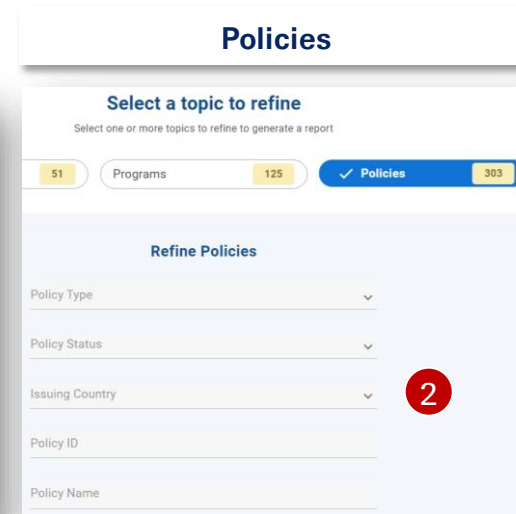 Policies
Select a topic to refine
Select one or more topics to refine to generate a report
51 Programs 125 Policies 303
Refine Policies
Policy Type
Policy Status
Issuing Country
2
Policy ID
Policy Name